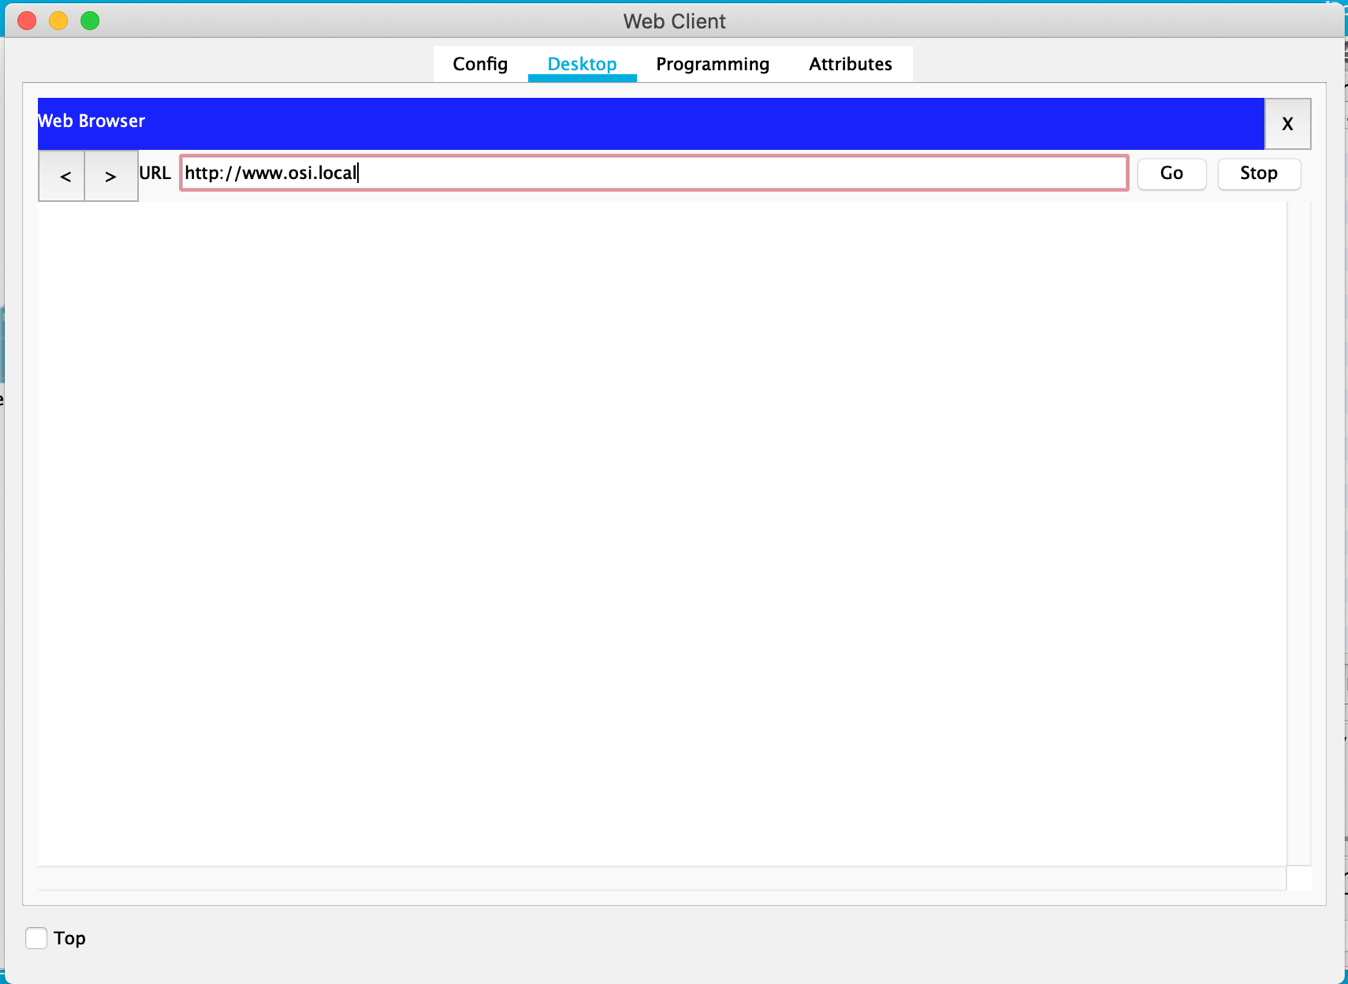 Web Client
Config Desktop Programming Attributes
Web Browser X
< > URL http://www.osi.local Go Stop
Top